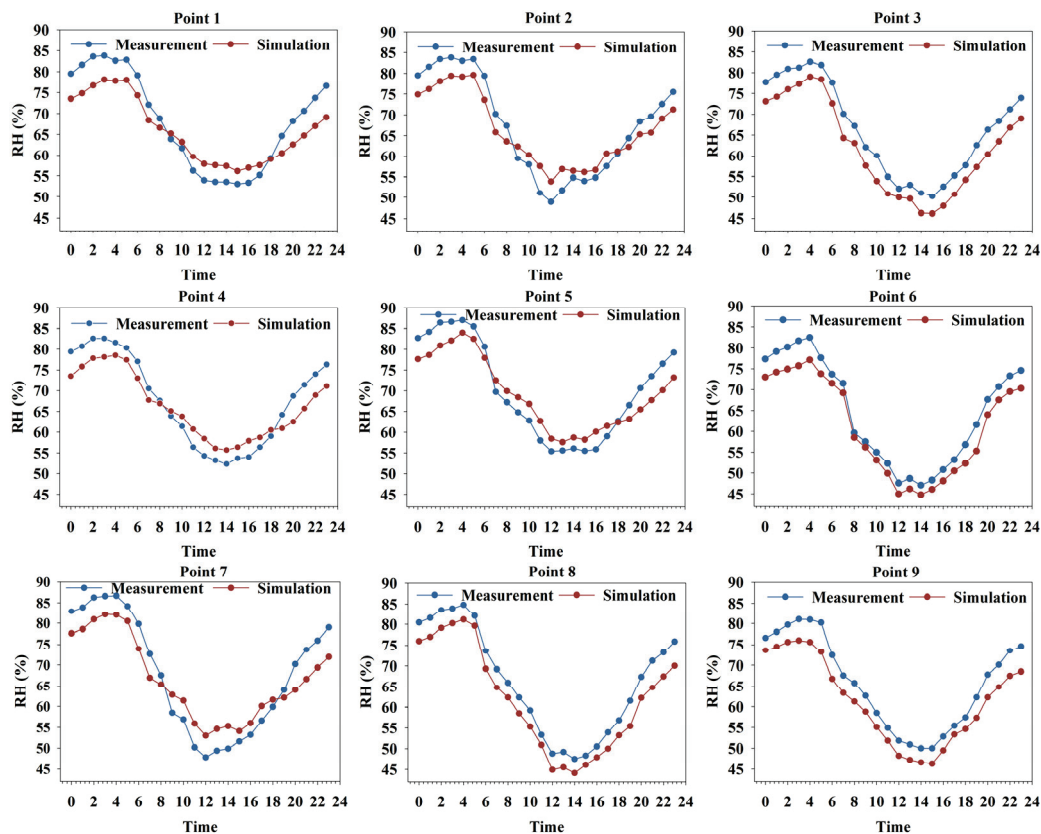 Point 1
Measurement Simulation
RH (%)
90
85
80
75
70
65
60
55
50
45
0 2 4 6 8 10 12 14 16 18 20 22 24
Time
Point 2
Measurement Simulation
RH (%)
90
85
80
75
70
65
60
55
50
45
0 2 4 6 8 10 12 14 16 18 20 22 24
Time
Point 3
Measurement Simulation
RH (%)
90
85
80
75
70
65
60
55
50
45
0 2 4 6 8 10 12 14 16 18 20 22 24
Time
Point 4
Measurement Simulation
RH (%)
90
85
80
75
70
65
60
55
50
45
0 2 4 6 8 10 12 14 16 18 20 22 24
Time
Point 5
Measurement Simulation
RH (%)
90
85
80
75
70
65
60
55
50
45
0 2 4 6 8 10 12 14 16 18 20 22 24
Time
Point 6
Measurement Simulation
RH (%)
90
85
80
75
70
65
60
55
50
45
0 2 4 6 8 10 12 14 16 18 20 22 24
Time
Point 7
Measurement Simulation
RH (%)
90
85
80
75
70
65
60
55
50
45
0 2 4 6 8 10 12 14 16 18 20 22 24
Time
Point 8
Measurement Simulation
RH (%)
90
85
80
75
70
65
60
55
50
45
0 2 4 6 8 10 12 14 16 18 20 22 24
Time
Point 9
Measurement Simulation
RH (%)
90
85
80
75
70
65
60
55
50
45
0 2 4 6 8 10 12 14 16 18 20 22 24
Time